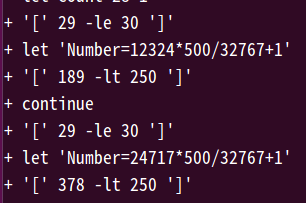 + '[' 29 -le 30 ']'
+ let 'Number=12324*500/32767+1'
+ '[' 189 -lt 250 ']'
+ continue
+ '[' 29 -le 30 ']'
+ let 'Number=24717*500/32767+1'
+ '[' 378 -lt 250 ']'